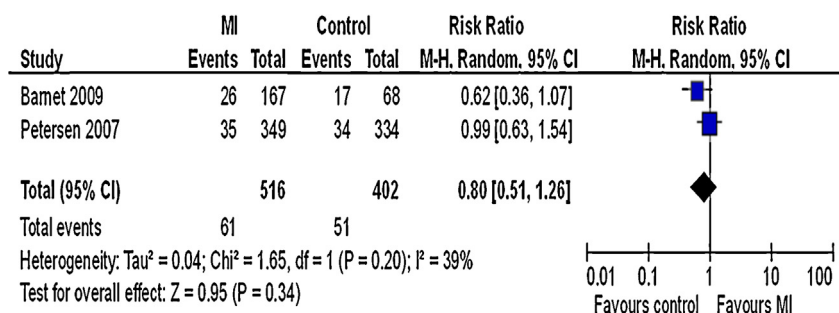 MI Control Risk Ratio Risk Ratio
Study Events Total Events Total M-H, Random, 95% CI M-H, Random, 95% CI
Barnet 2009 26 167 17 68 0.62 [0.36, 1.07]
Petersen 2007 35 349 34 334 0.99 [0.63, 1.54]
Total (95% CI) 516 402 0.80 [0.51, 1.26]
Total events 61 51
Heterogeneity: Tau² = 0.04; Chi² = 1.65, df = 1 (P = 0.20); I² = 39%
Test for overall effect: Z = 0.95 (P = 0.34)
0.01 0.1 1 10 100
Favours control Favours MI